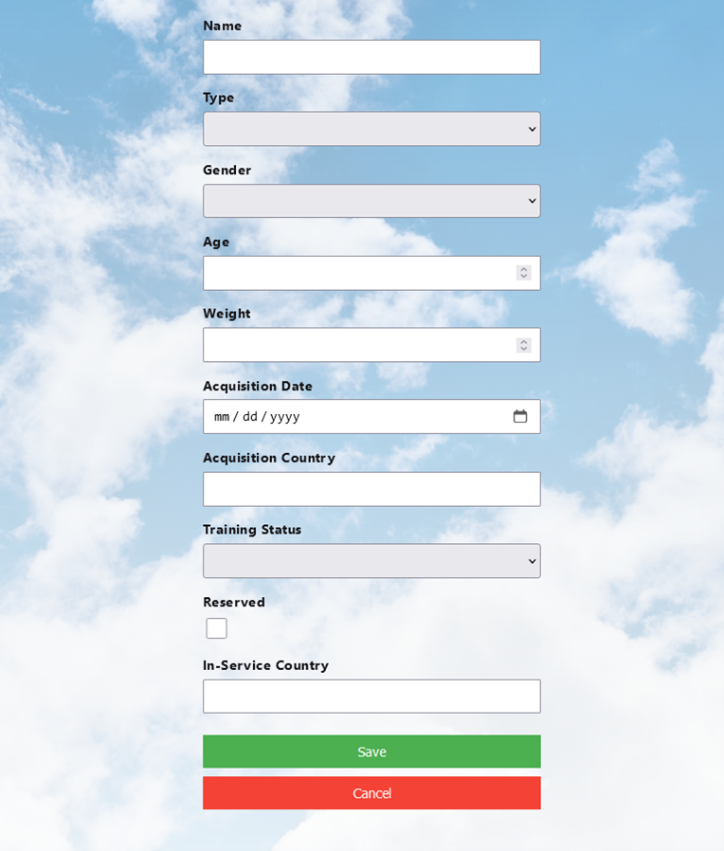 Name
Type
Gender
Age
Weight
Acquisition Date
mm / dd / yyyy
Acquisition Country
Training Status
Reserved
In-Service Country
Save
Cancel